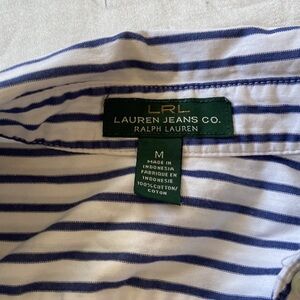 LRL
LAUREN JEANS CO.
RALPH LAUREN
M
MADE IN
INDONESIA
FABRIQUE EN
INDONESIE
100% COTTON/
COTON